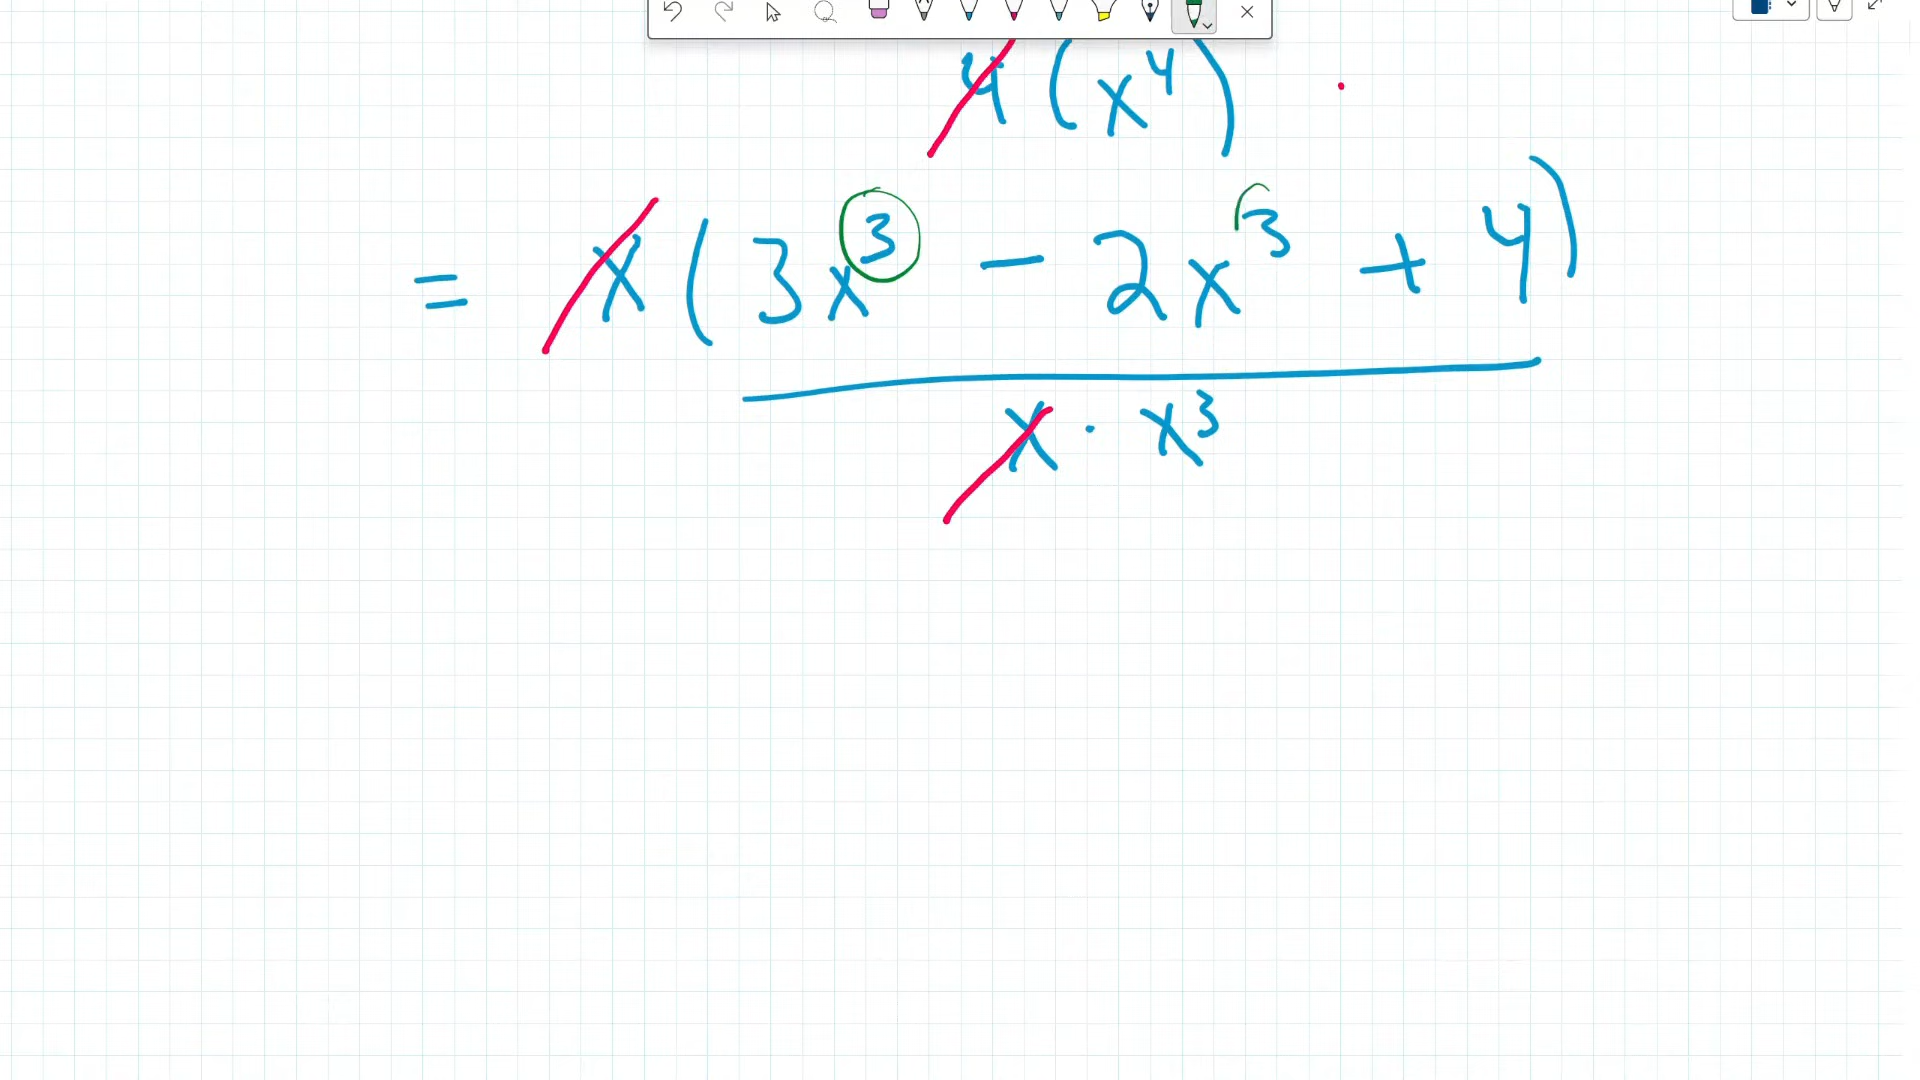 4(x⁴)
= x(3x³ - 2x³ + 4)
x · x³